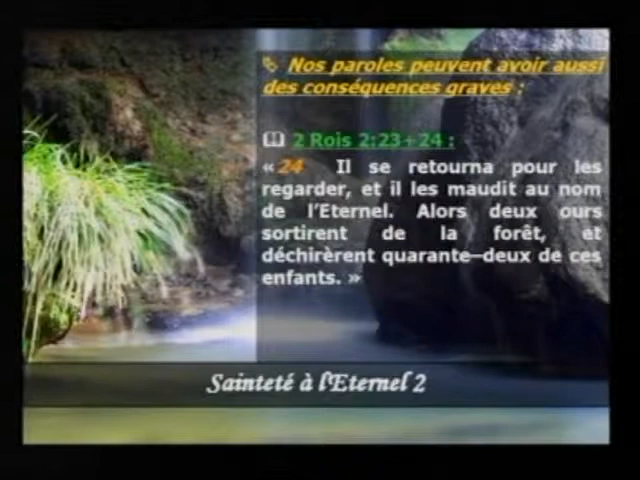 Nos paroles peuvent avoir aussi
des conséquences graves :
2 Rois 2:23+24 :
« 24 Il se retourna pour les
regarder, et il les maudit au nom
de l'Eternel. Alors deux ours
sortirent de la forêt, et
déchirèrent quarante–deux de ces
enfants. »
Sainteté à l'Eternel 2